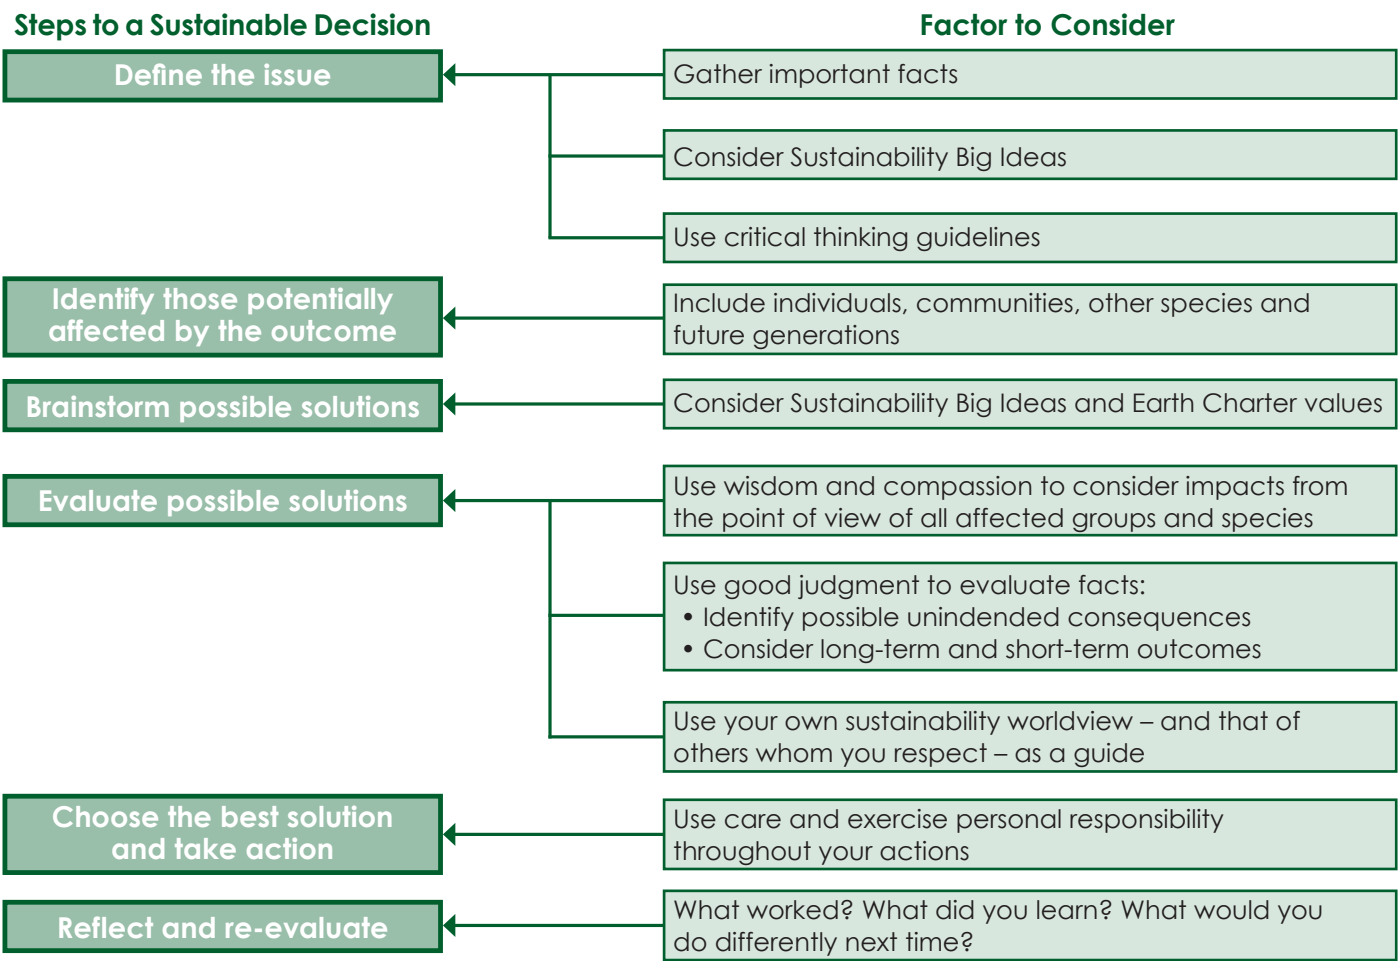 Steps to a Sustainable Decision
Factor to Consider
Define the issue
Gather important facts
Consider Sustainability Big Ideas
Use critical thinking guidelines
Identify those potentially
affected by the outcome
Include individuals, communities, other species and
future generations
Brainstorm possible solutions
Consider Sustainability Big Ideas and Earth Charter values
Evaluate possible solutions
Use wisdom and compassion to consider impacts from
the point of view of all affected groups and species
Use good judgment to evaluate facts:
• Identify possible unindended consequences
• Consider long-term and short-term outcomes
Use your own sustainability worldview – and that of
others whom you respect – as a guide
Choose the best solution
and take action
Use care and exercise personal responsibility
throughout your actions
Reflect and re-evaluate
What worked? What did you learn? What would you
do differently next time?